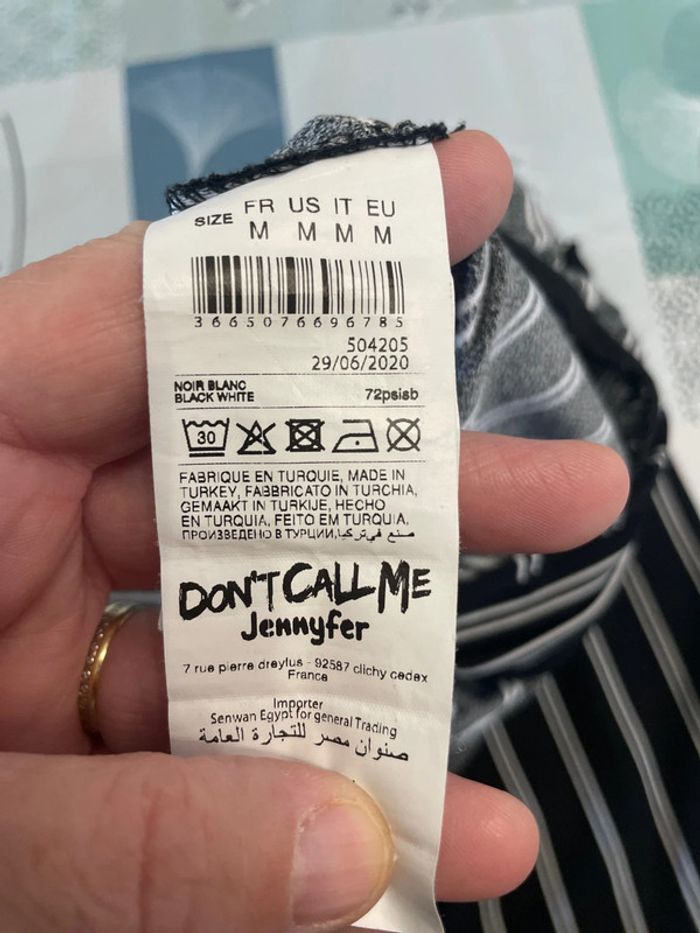 SIZE FR US IT EU
M M M M
3665076696785
504205
29/06/2020
NOIR BLANC
BLACK WHITE 72psisb
30
FABRIQUE EN TURQUIE, MADE IN
TURKEY, FABBRICATO IN TURCHIA,
GEMAAKT IN TURKIJE, HECHO
EN TURQUIA, FEITO EM TURQUIA,
ПРОИЗВЕДЕНО В ТУРЦИИ, صنع في تركيا
DON'T CALL ME
Jennyfer
7 rue pierre dreyfus - 92587 clichy cedex
France
Importer
Senwan Egypt for general Trading
صنوان مصر للتجارة العامة